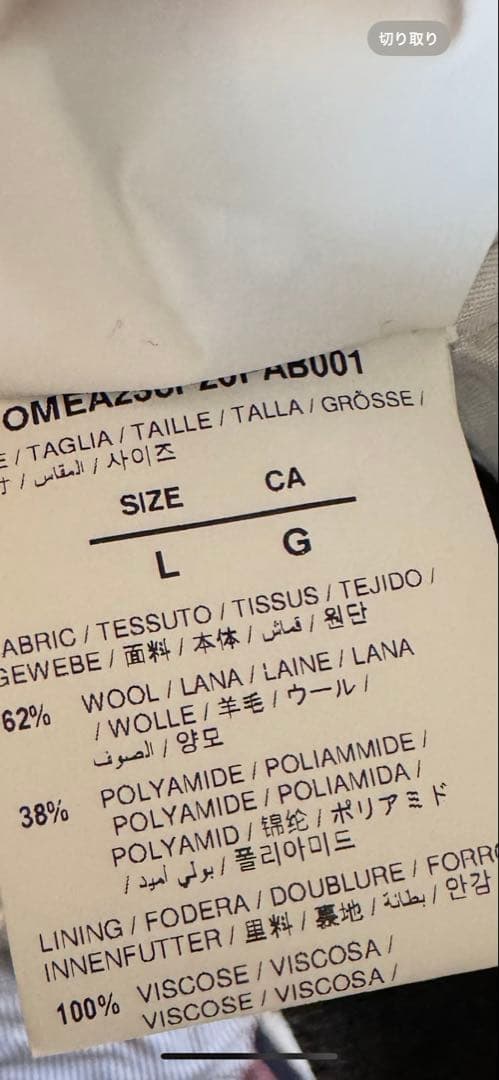 切り取り
/ TAGLIA / TAILLE / TALLA / GRÖSSE /
/ المقاس / 사이즈
SIZE CA
L G
ABRIC / TESSUTO / TISSUS / TEJIDO /
GEWEBE / 面料 / 本体 / قماش / 원단
62% WOOL / LANA / LAINE / LANA
/ WOLLE / 羊毛 / ウール /
الصوف / 양모
38% POLYAMIDE / POLIAMMIDE /
POLYAMIDE / POLIAMIDA /
POLYAMID / 锦纶 / ポリアミド
/ بولي أميد / 폴리아미드
LINING / FODERA / DOUBLURE / FORRO
INNENFUTTER / 里料 / 裏地 / بطانة / 안감
100% VISCOSE / VISCOSA /
VISCOSE / VISCOSA /